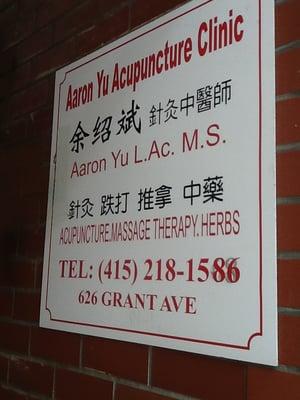 Aaron Yu Acupuncture Clinic
余绍斌 針灸中醫師
Aaron Yu L.Ac. M.S.
針灸 跌打 推拿 中藥
ACUPUNCTURE.MASSAGE THERAPY.HERBS
TEL: (415) 218-1586
626 GRANT AVE